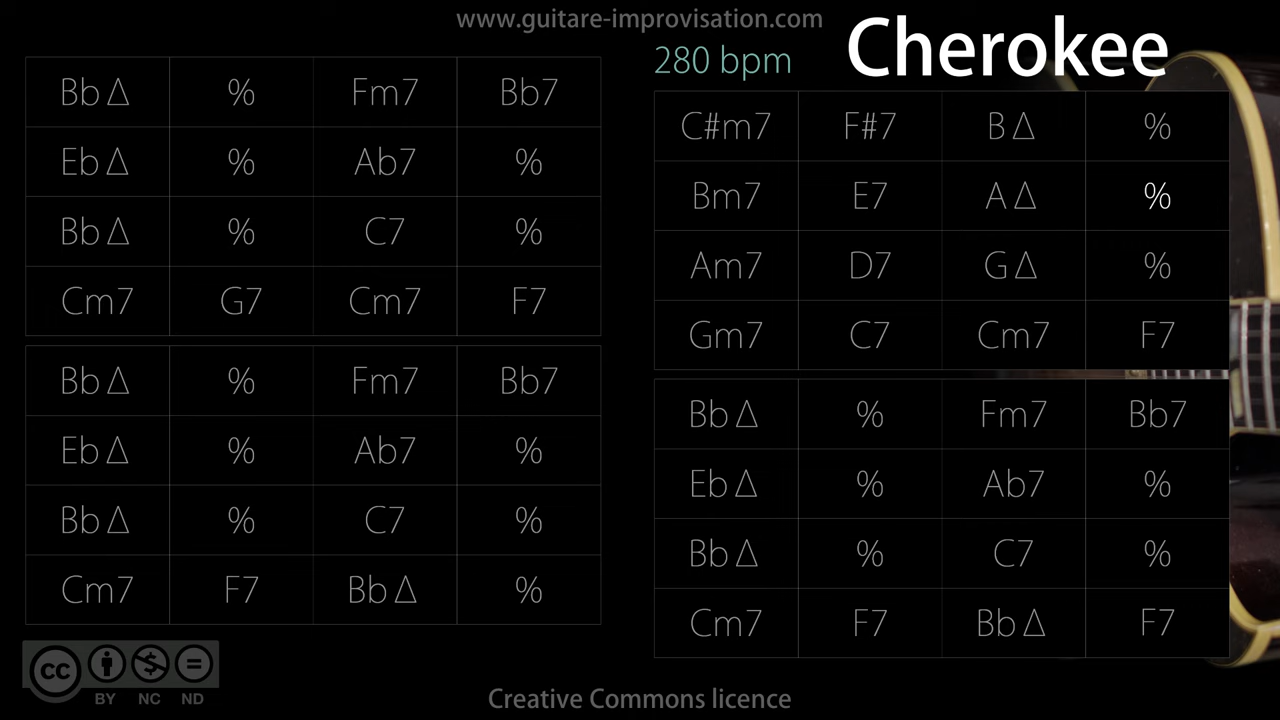 www.guitare-improvisation.com
280 bpm Cherokee
Bb Δ % Fm7 Bb7
Eb Δ % Ab7 %
Bb Δ % C7 %
Cm7 G7 Cm7 F7
Bb Δ % Fm7 Bb7
Eb Δ % Ab7 %
Bb Δ % C7 %
Cm7 F7 Bb Δ %
C#m7 F#7 B Δ %
Bm7 E7 A Δ %
Am7 D7 G Δ %
Gm7 C7 Cm7 F7
Bb Δ % Fm7 Bb7
Eb Δ % Ab7 %
Bb Δ % C7 %
Cm7 F7 Bb Δ F7
cc
BY NC ND
Creative Commons licence